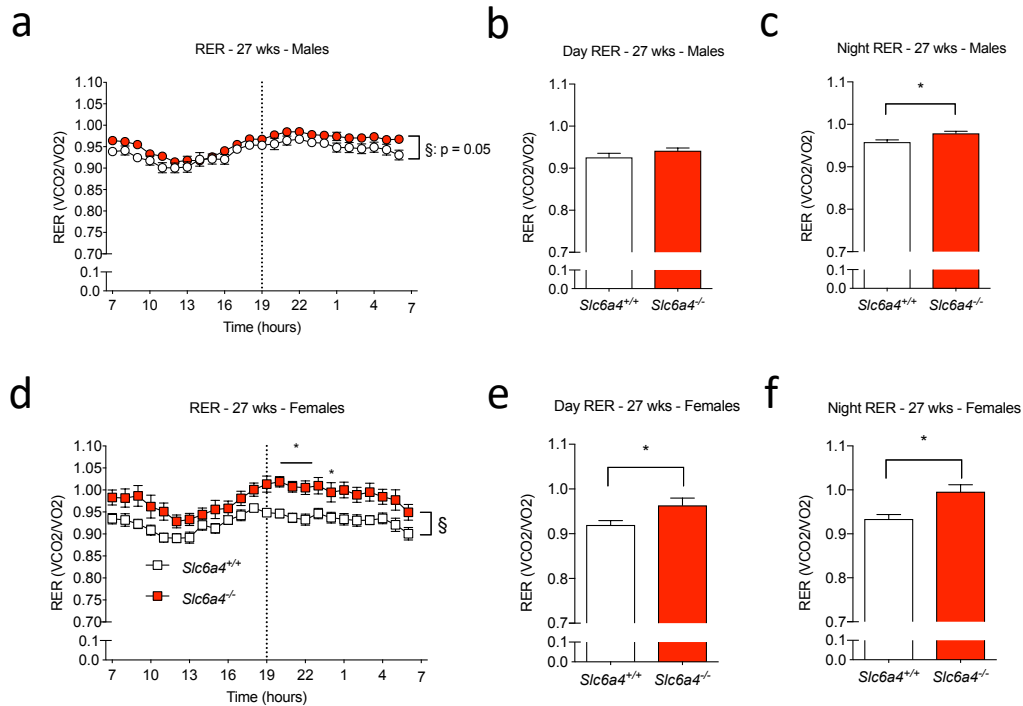 a
RER - 27 wks - Males
1.10
1.05
1.00
0.95
0.90
0.85
0.80
0.75
0.70
0.1
0.0
RER (VCO2/VO2)
7 10 13 16 19 22 1 4 7
Time (hours)
§: p = 0.05
b
Day RER - 27 wks - Males
1.1
1.0
0.9
0.8
0.7
0.1
0.0
RER (VCO2/VO2)
Slc6a4+/+ Slc6a4-/-
c
Night RER - 27 wks - Males
*
1.1
1.0
0.9
0.8
0.7
0.1
0.0
RER (VCO2/VO2)
Slc6a4+/+ Slc6a4-/-
d
RER - 27 wks - Females
1.10
1.05
1.00
0.95
0.90
0.85
0.80
0.75
0.70
0.1
0.0
RER (VCO2/VO2)
* *
§
Slc6a4+/+
Slc6a4-/-
7 10 13 16 19 22 1 4 7
Time (hours)
e
Day RER - 27 wks - Females
*
1.1
1.0
0.9
0.8
0.7
0.1
0.0
RER (VCO2/VO2)
Slc6a4+/+ Slc6a4-/-
f
Night RER - 27 wks - Females
*
1.1
1.0
0.9
0.8
0.7
0.1
0.0
RER (VCO2/VO2)
Slc6a4+/+ Slc6a4-/-